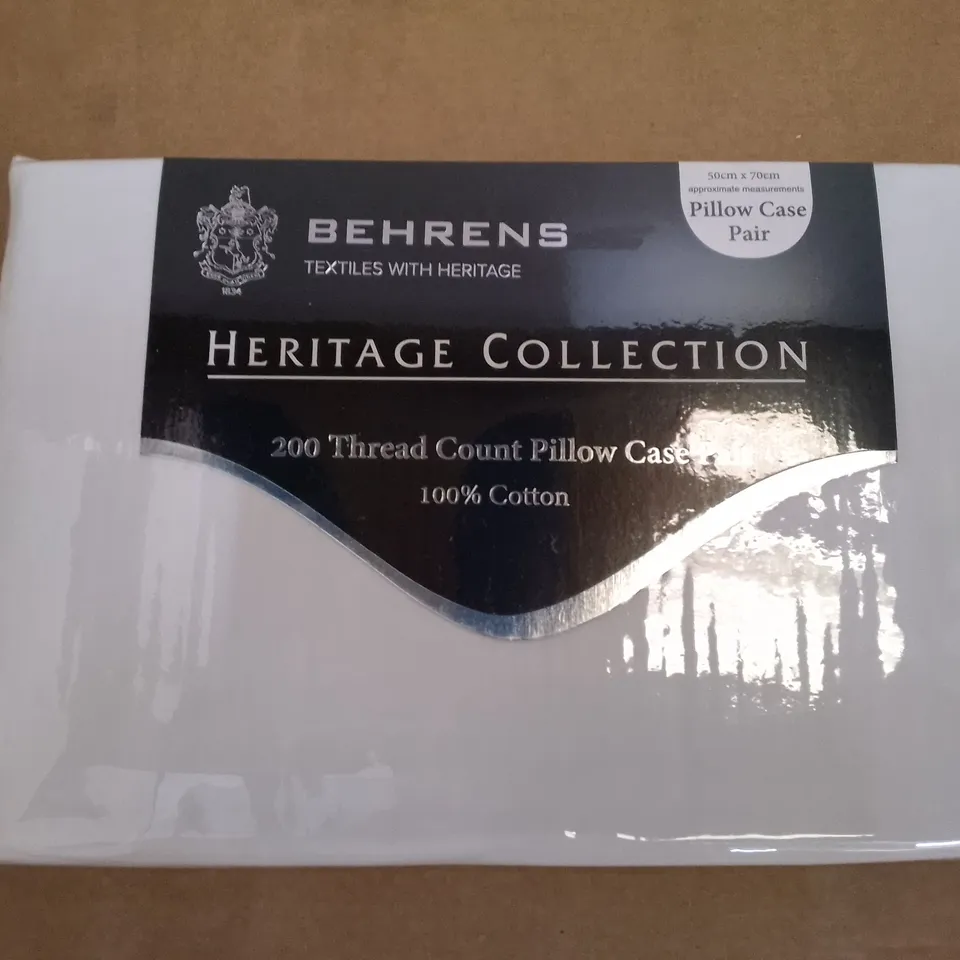 50cm x 70cm
approximate measurements
Pillow Case
Pair
BEHRENS
TEXTILES WITH HERITAGE
1834
HERITAGE COLLECTION
200 Thread Count Pillow Case Pair
100% Cotton